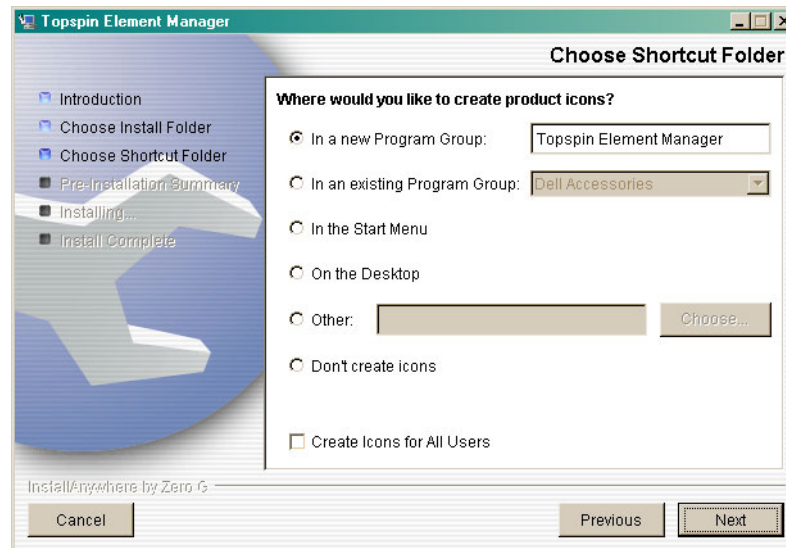 Topspin Element Manager
Choose Shortcut Folder
Introduction
Choose Install Folder
Choose Shortcut Folder
Pre-Installation Summary
Installing...
Install Complete
Where would you like to create product icons?
In a new Program Group: Topspin Element Manager
In an existing Program Group: Dell Accessories
In the Start Menu
On the Desktop
Other: Choose...
Don't create icons
Create Icons for All Users
InstallAnywhere by Zero G
Cancel Previous Next